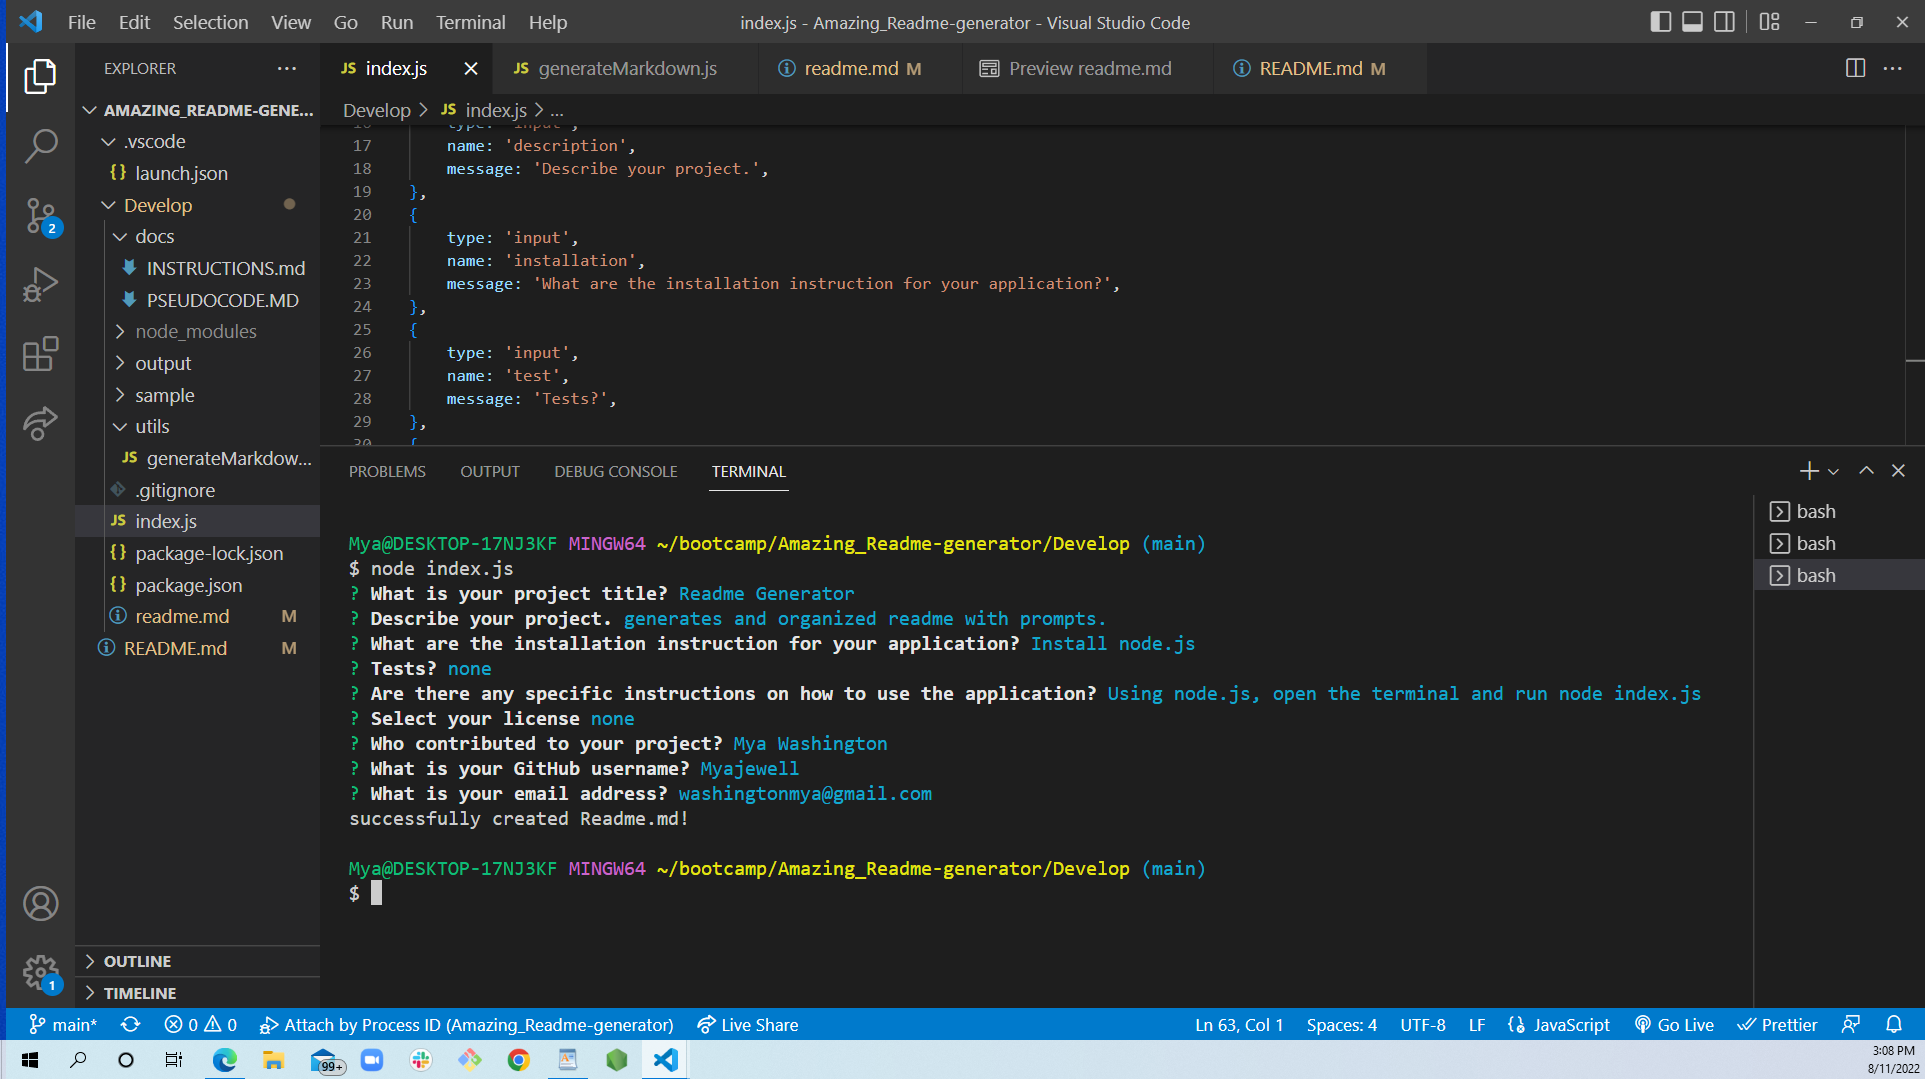 File Edit Selection View Go Run Terminal Help
index.js - Amazing_Readme-generator - Visual Studio Code
EXPLORER
AMAZING_README-GENE...
.vscode
{} launch.json
Develop
docs
INSTRUCTIONS.md
PSEUDOCODE.MD
node_modules
output
sample
utils
JS generateMarkdow...
.gitignore
JS index.js
{} package-lock.json
{} package.json
readme.md M
README.md M
OUTLINE
TIMELINE
2
1
JS index.js
JS generateMarkdown.js
readme.md M
Preview readme.md
README.md M
Develop > JS index.js > ...
16 type: 'input',
17 name: 'description',
18 message: 'Describe your project.',
19 },
20 {
21 type: 'input',
22 name: 'installation',
23 message: 'What are the installation instruction for your application?',
24 },
25 {
26 type: 'input',
27 name: 'test',
28 message: 'Tests?',
29 },
30 {
PROBLEMS OUTPUT DEBUG CONSOLE TERMINAL
Mya@DESKTOP-17NJ3KF MINGW64 ~/bootcamp/Amazing_Readme-generator/Develop (main)
$ node index.js
? What is your project title? Readme Generator
? Describe your project. generates and organized readme with prompts.
? What are the installation instruction for your application? Install node.js
? Tests? none
? Are there any specific instructions on how to use the application? Using node.js, open the terminal and run node index.js
? Select your license none
? Who contributed to your project? Mya Washington
? What is your GitHub username? Myajewell
? What is your email address? washingtonmya@gmail.com
successfully created Readme.md!
Mya@DESKTOP-17NJ3KF MINGW64 ~/bootcamp/Amazing_Readme-generator/Develop (main)
$
bash
bash
bash
main* 0 0 Attach by Process ID (Amazing_Readme-generator) Live Share
Ln 63, Col 1 Spaces: 4 UTF-8 LF JavaScript Go Live Prettier
99+
3:08 PM
8/11/2022